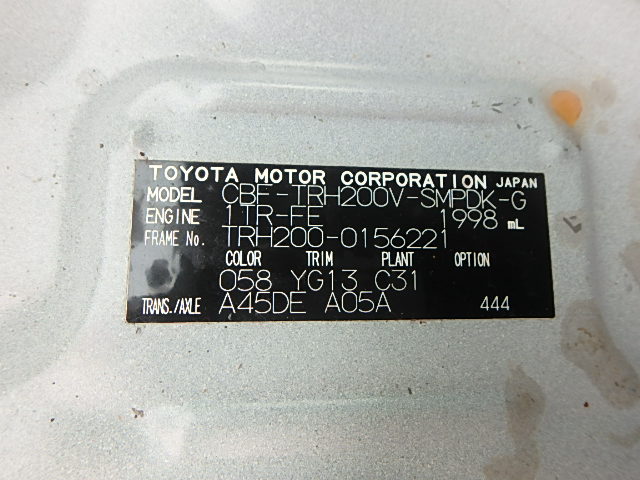 TOYOTA MOTOR CORPORATION JAPAN
MODEL CBF-TRH200V-SMPDK-G
ENGINE 1TR-FE 1998 mL
FRAME No. TRH200-0156221
COLOR TRIM PLANT OPTION
058 YG13 C31
TRANS./AXLE A45DE A05A 444